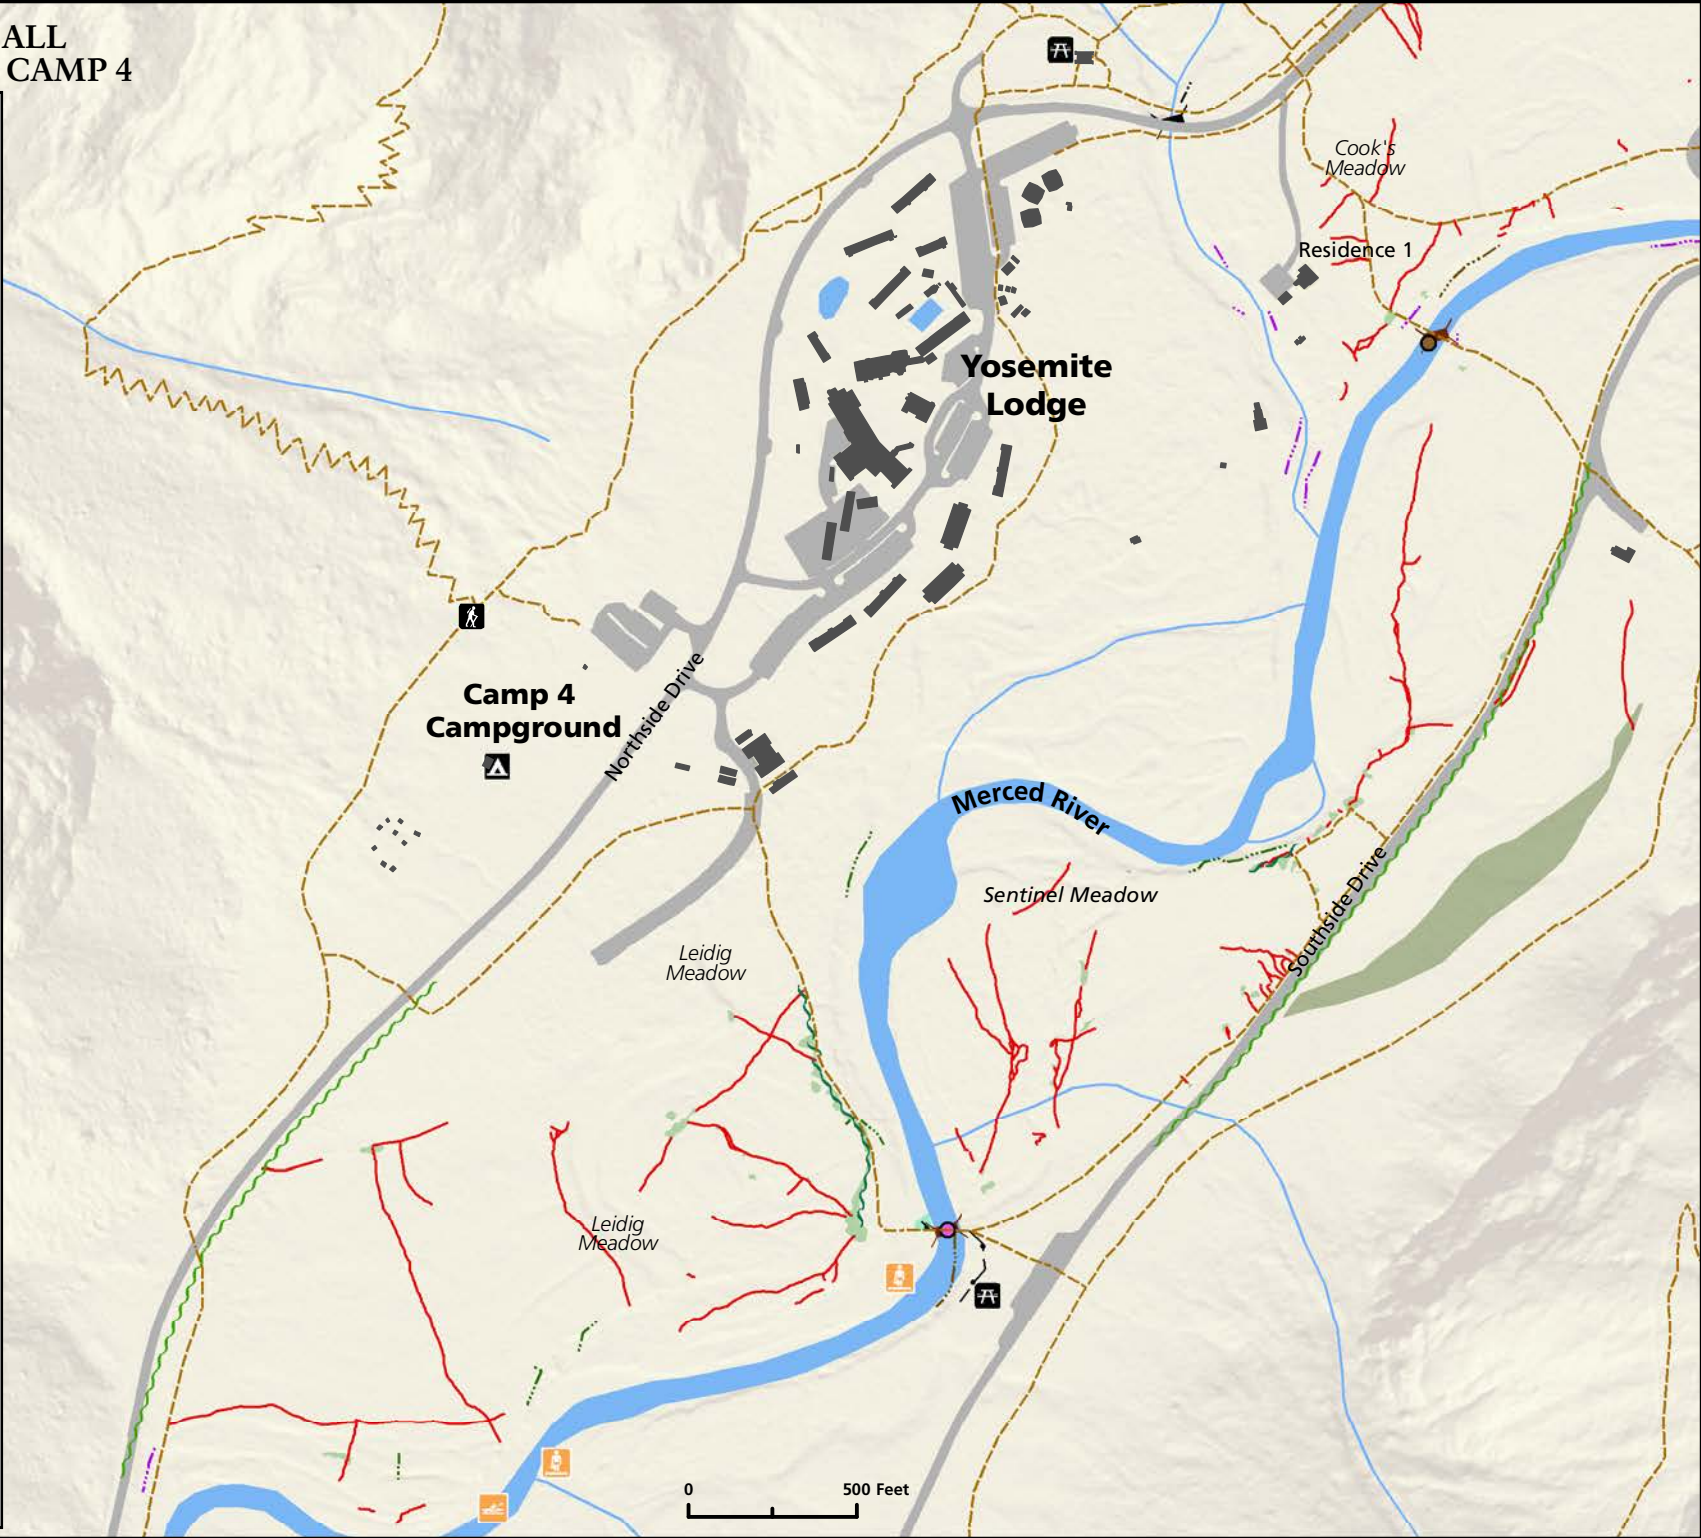 ALL
CAMP 4
Cook's
Meadow
Residence 1
Yosemite
Lodge
Camp 4
Campground
Northside Drive
Merced River
Sentinel Meadow
Southside Drive
Leidig
Meadow
Leidig
Meadow
0 500 Feet